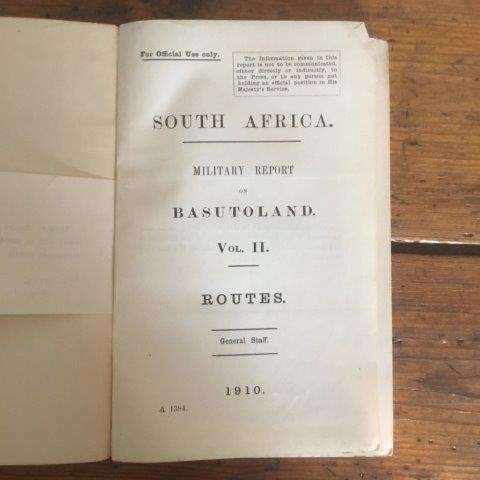 For Official Use only.
The Information given in this
report is not to be communicated,
either directly or indirectly, to
the Press, or to any person not
holding an official position in His
Majesty's Service.
SOUTH AFRICA.
MILITARY REPORT
ON
BASUTOLAND.
VOL. II.
ROUTES.
General Staff.
1910.
A 1384.